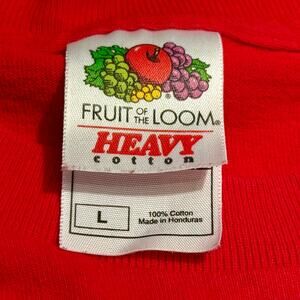 FRUIT OF THE LOOM®
HEAVY
cotton
L
100% Cotton
Made in Honduras